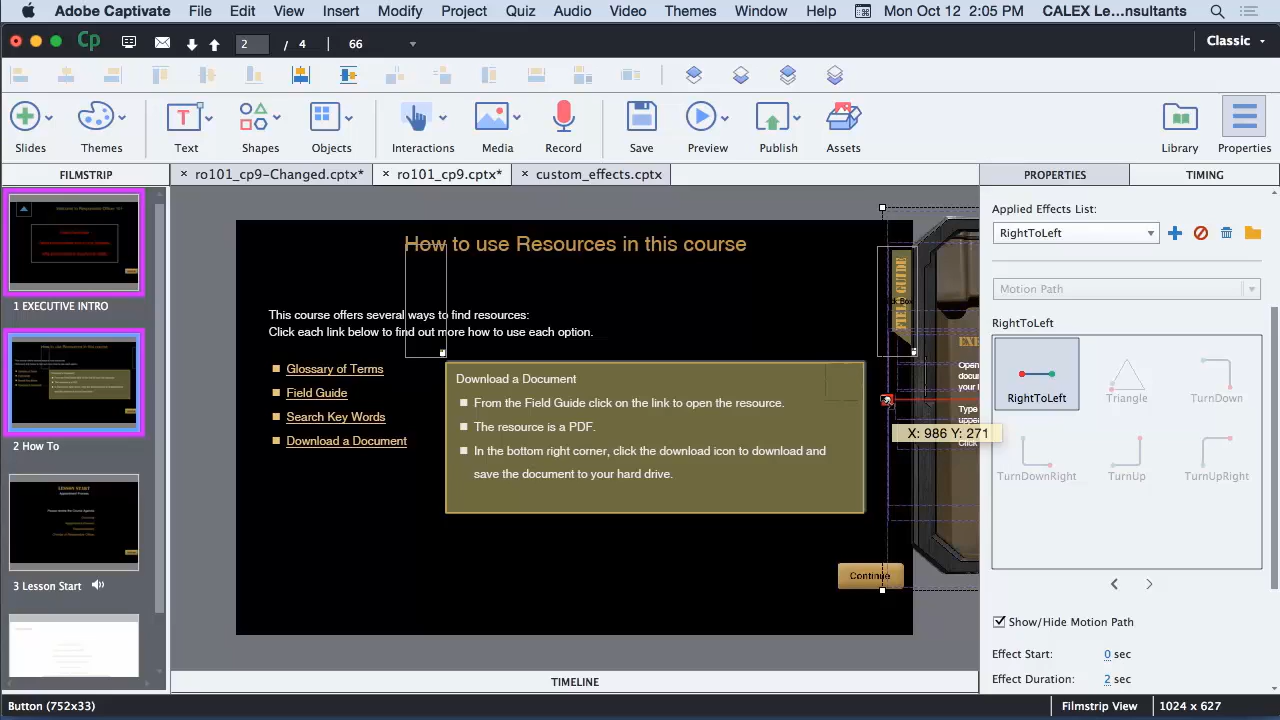 Adobe Captivate File Edit View Insert Modify Project Quiz Audio Video Themes Window Help Mon Oct 12 2:05 PM CALEX Le...nsultants
Cp 2 / 4 66 Classic
Slides Themes Text Shapes Objects Interactions Media Record Save Preview Publish Assets Library Properties
FILMSTRIP
× ro101_cp9-Changed.cptx* × ro101_cp9.cptx* × custom_effects.cptx
PROPERTIES TIMING
1 EXECUTIVE INTRO
2 How To
LESSON START
3 Lesson Start
How to use Resources in this course
This course offers several ways to find resources:
Click each link below to find out more how to use each option.
Glossary of Terms
Field Guide
Search Key Words
Download a Document
Download a Document
From the Field Guide click on the link to open the resource.
The resource is a PDF.
In the bottom right corner, click the download icon to download and
save the document to your hard drive.
Continue
FIELD GUIDE
X: 986 Y: 271
Applied Effects List:
RightToLeft
Motion Path
RightToLeft
RightToLeft Triangle TurnDown
TurnDownRight TurnUp TurnUpRight
Show/Hide Motion Path
Effect Start: 0 sec
Effect Duration: 2 sec
TIMELINE
Button (752x33) Filmstrip View 1024 x 627